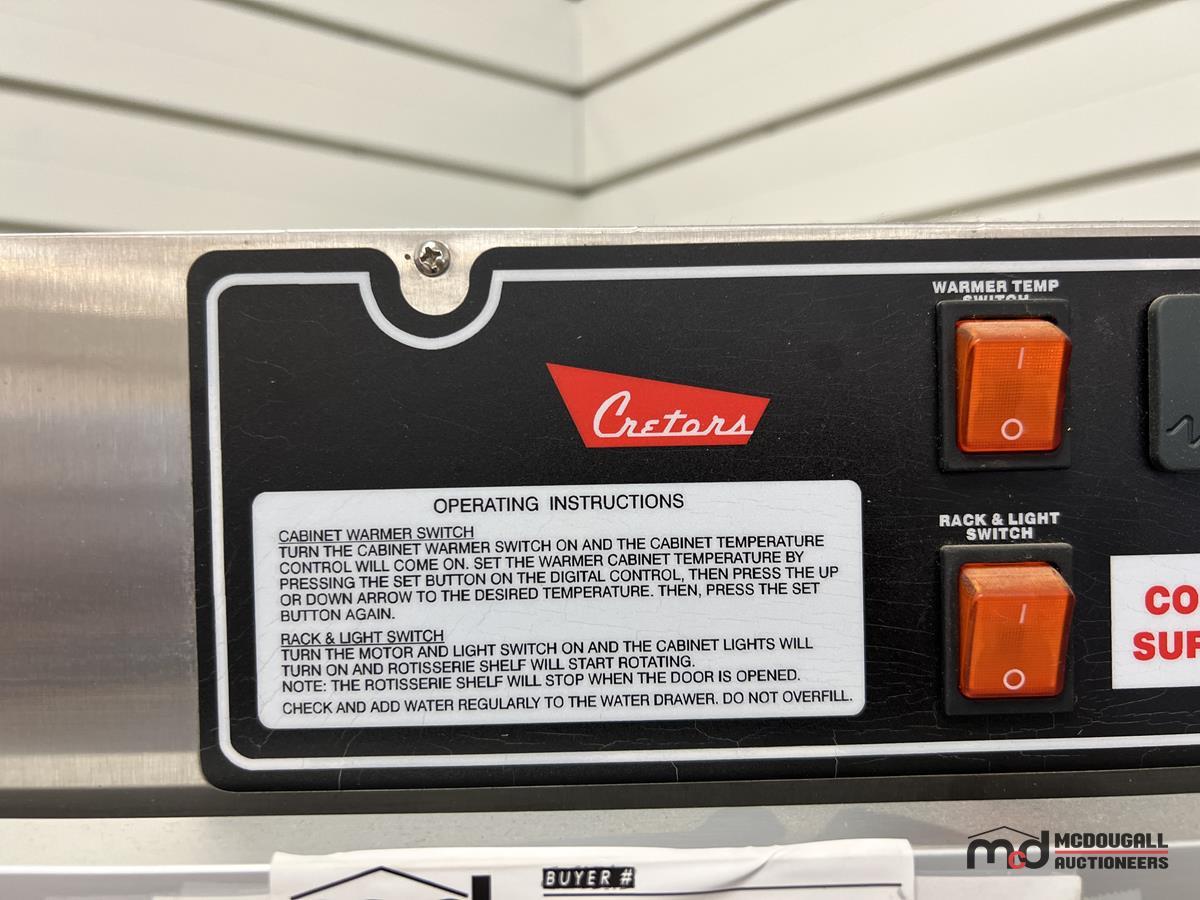 WARMER TEMP
SWITCH
Cretors
OPERATING INSTRUCTIONS
CABINET WARMER SWITCH
TURN THE CABINET WARMER SWITCH ON AND THE CABINET TEMPERATURE
CONTROL WILL COME ON. SET THE WARMER CABINET TEMPERATURE BY
PRESSING THE SET BUTTON ON THE DIGITAL CONTROL, THEN PRESS THE UP
OR DOWN ARROW TO THE DESIRED TEMPERATURE. THEN, PRESS THE SET
BUTTON AGAIN.
RACK & LIGHT SWITCH
TURN THE MOTOR AND LIGHT SWITCH ON AND THE CABINET LIGHTS WILL
TURN ON AND ROTISSERIE SHELF WILL START ROTATING.
NOTE: THE ROTISSERIE SHELF WILL STOP WHEN THE DOOR IS OPENED.
CHECK AND ADD WATER REGULARLY TO THE WATER DRAWER. DO NOT OVERFILL.
RACK & LIGHT
SWITCH
CO
SUR
BUYER #
mcd MCDOUGALL
AUCTIONEERS